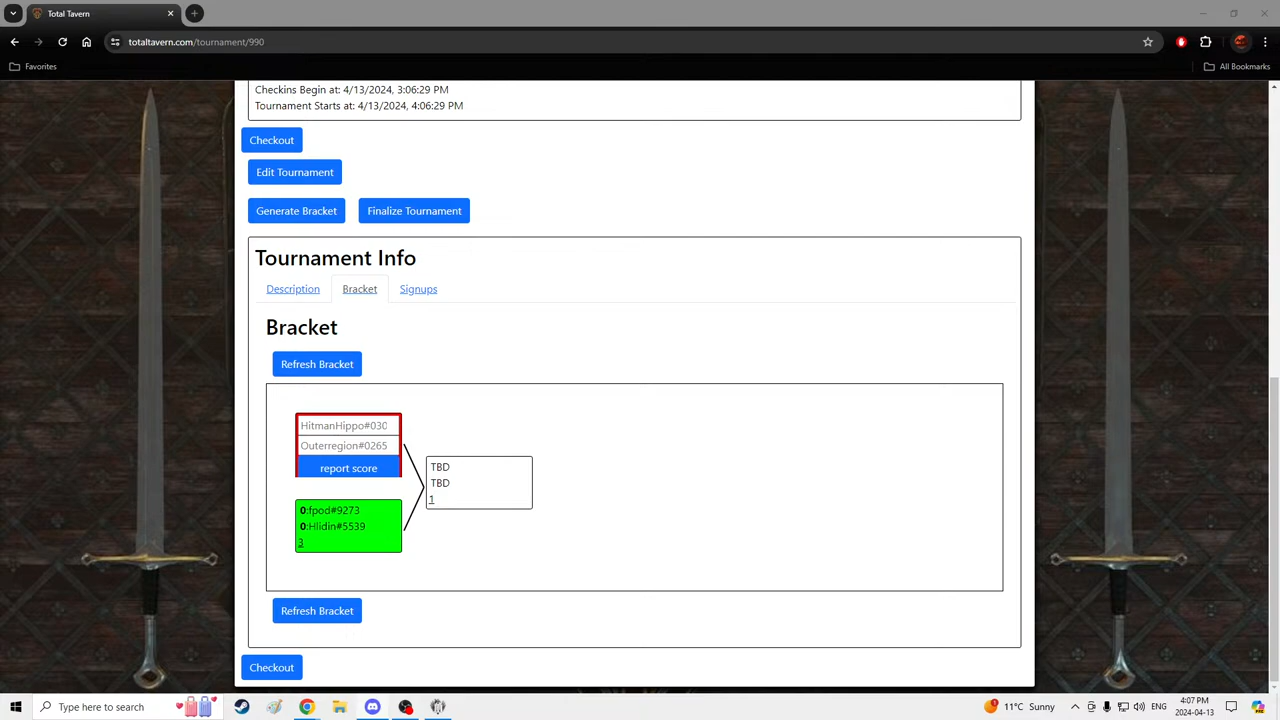 Total Tavern
totaltavern.com/tournament/990
Favorites
All Bookmarks
Checkins Begin at: 4/13/2024, 3:06:29 PM
Tournament Starts at: 4/13/2024, 4:06:29 PM
Checkout
Edit Tournament
Generate Bracket
Finalize Tournament
Tournament Info
Description
Bracket
Signups
Bracket
Refresh Bracket
HitmanHippo#030
Outerregion#0265
report score
TBD
TBD
1
0:fpod#9273
0:Hlidin#5539
3
Refresh Bracket
Checkout
Type here to search
11°C Sunny
ENG
4:07 PM
2024-04-13